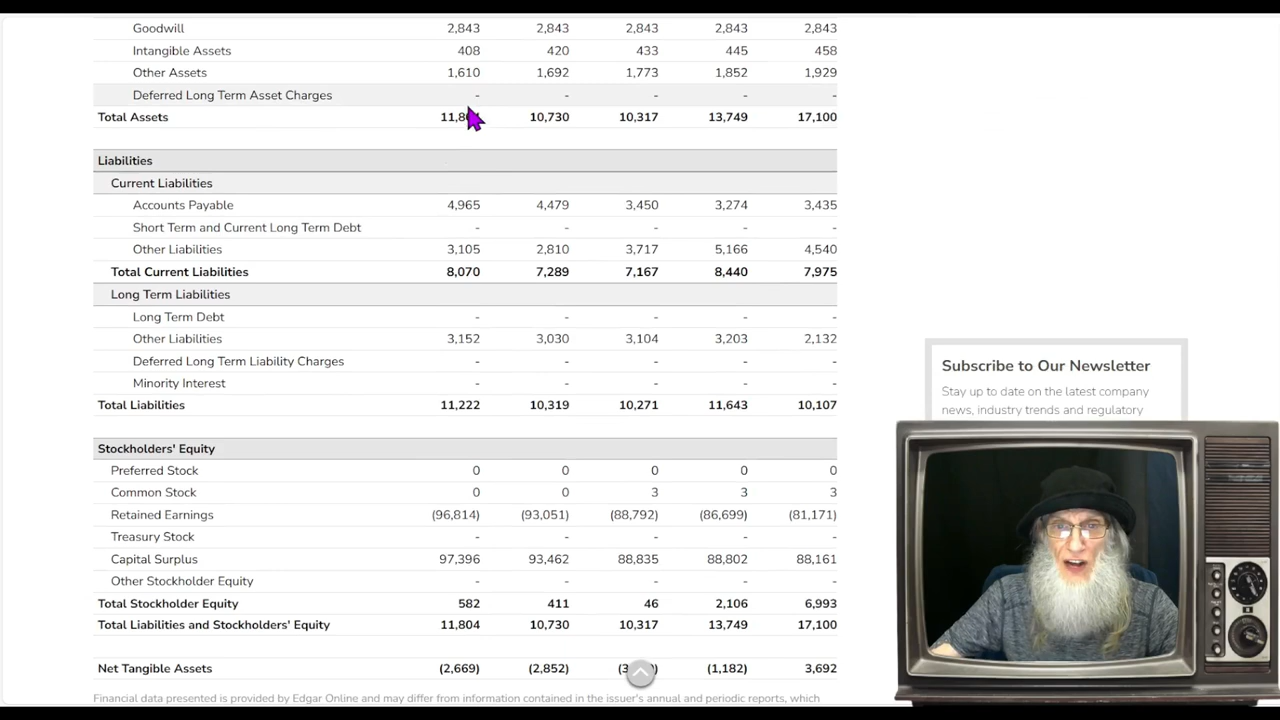 Goodwill 2,843 2,843 2,843 2,843 2,843
Intangible Assets 408 420 433 445 458
Other Assets 1,610 1,692 1,773 1,852 1,929
Deferred Long Term Asset Charges - - - - -
Total Assets 10,730 10,317 13,749 17,100
Liabilities
Current Liabilities
Accounts Payable 4,965 4,479 3,450 3,274 3,435
Short Term and Current Long Term Debt - - - - -
Other Liabilities 3,105 2,810 3,717 5,166 4,540
Total Current Liabilities 8,070 7,289 7,167 8,440 7,975
Long Term Liabilities
Long Term Debt - - - - -
Other Liabilities 3,152 3,030 3,104 3,203 2,132
Deferred Long Term Liability Charges - - - - -
Minority Interest - - - - -
Total Liabilities 11,222 10,319 10,271 11,643 10,107
Stockholders' Equity
Preferred Stock 0 0 0 0 0
Common Stock 0 0 3 3 3
Retained Earnings (96,814) (93,051) (88,792) (86,699) (81,171)
Treasury Stock - - - - -
Capital Surplus 97,396 93,462 88,835 88,802 88,161
Other Stockholder Equity - - - - -
Total Stockholder Equity 582 411 46 2,106 6,993
Total Liabilities and Stockholders' Equity 11,804 10,730 10,317 13,749 17,100
Net Tangible Assets (2,669) (2,852) (1,182) 3,692
Financial data presented is provided by Edgar Online and may differ from information contained in the issuer's annual and periodic reports, which
Subscribe to Our Newsletter
Stay up to date on the latest company
news, industry trends and regulatory